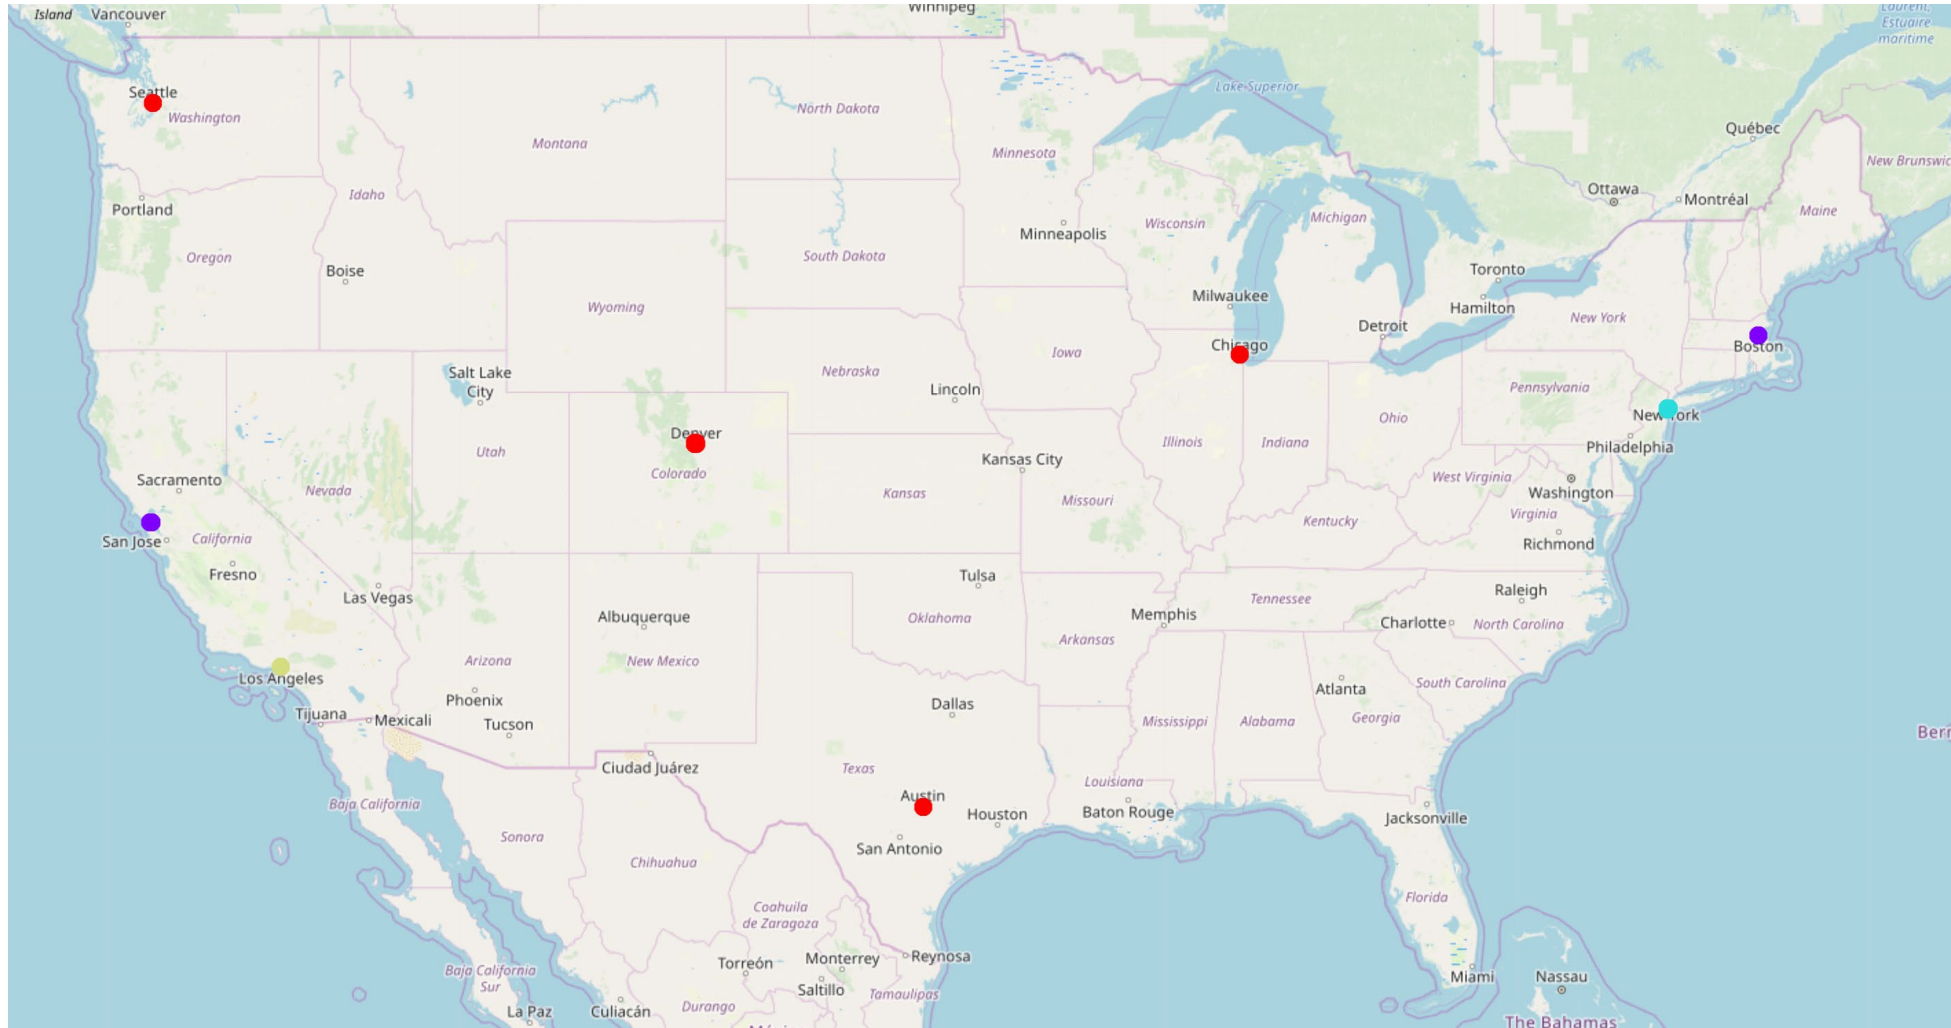 Island
Vancouver
Winnipeg
Laurent,
Estuaire
maritime
Seattle
Washington
North Dakota
Lake Superior
Montana
Minnesota
Québec
New Brunswic
Idaho
Ottawa
Montréal
Portland
Maine
Wisconsin
Michigan
Minneapolis
Oregon
South Dakota
Boise
Toronto
Milwaukee
Hamilton
Wyoming
New York
Detroit
Chicago
Boston
Iowa
Salt Lake
City
Nebraska
Lincoln
Pennsylvania
New York
Ohio
Denver
Utah
Illinois
Indiana
Philadelphia
Kansas City
Colorado
Sacramento
Nevada
West Virginia
Kansas
Missouri
Washington
Virginia
Kentucky
San Jose
California
Richmond
Fresno
Tulsa
Las Vegas
Raleigh
Tennessee
Albuquerque
Oklahoma
Memphis
Charlotte
North Carolina
Arkansas
Arizona
New Mexico
Los Angeles
South Carolina
Atlanta
Phoenix
Dallas
Tijuana
Mexicali
Tucson
Mississippi
Alabama
Georgia
Ber
Ciudad Juárez
Texas
Louisiana
Austin
Baja California
Houston
Baton Rouge
Jacksonville
Sonora
San Antonio
Chihuahua
Florida
Coahuila
de Zaragoza
Torreón
Monterrey
Reynosa
Baja California
Sur
Miami
Nassau
Saltillo
Tamaulipas
Durango
La Paz
Culiacán
The Bahamas